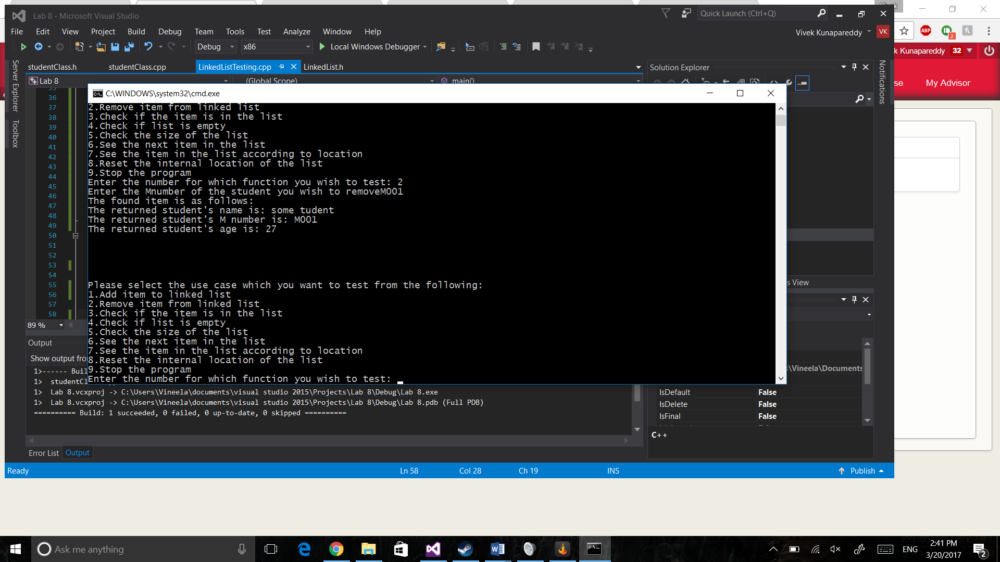 Lab 8 - Microsoft Visual Studio
Quick Launch (Ctrl+Q)
File Edit View Project Build Debug Team Tools Test Analyze Window Help
Vivek Kunapareddy
VK
Debug x86 Local Windows Debugger
ABP
2
k Kunapareddy 32
studentClass.h studentClass.cpp LinkedListTesting.cpp LinkedList.h
Solution Explorer
Server Explorer
Toolbox
Notifications
Lab 8 (Global Scope) main()
se My Advisor
C:\WINDOWS\system32\cmd.exe
36
37
38
39
40
41
42
43
44
45
46
47
48
49
50
51
52
53
54
55
56
57
58
2.Remove item from linked list
3.Check if the item is in the list
4.Check if list is empty
5.Check the size of the list
6.See the next item in the list
7.See the item in the list according to location
8.Reset the internal location of the list
9.Stop the program
Enter the number for which function you wish to test: 2
Enter the Mnumber of the student you wish to removeM001
The found item is as follows:
The returned student's name is: some tudent
The returned student's M number is: M001
The returned student's age is: 27
Please select the use case which you want to test from the following:
1.Add item to linked list
2.Remove item from linked list
3.Check if the item is in the list
4.Check if list is empty
5.Check the size of the list
6.See the next item in the list
7.See the item in the list according to location
8.Reset the internal location of the list
9.Stop the program
Enter the number for which function you wish to test:
s View
89 %
Output
Show output fro
1>------ Buil
1> studentCl
1> Lab 8.vcxproj -> C:\Users\Vineela\documents\visual studio 2015\Projects\Lab 8\Debug\Lab 8.exe
1> Lab 8.vcxproj -> C:\Users\Vineela\documents\visual studio 2015\Projects\Lab 8\Debug\Lab 8.pdb (Full PDB)
========== Build: 1 succeeded, 0 failed, 0 up-to-date, 0 skipped ==========
\Vineela\Documents
IsDefault False
IsDelete False
IsFinal False
C++
Error List Output
Ready Ln 58 Col 28 Ch 19 INS Publish
Ask me anything
ENG
2:41 PM
3/20/2017
2